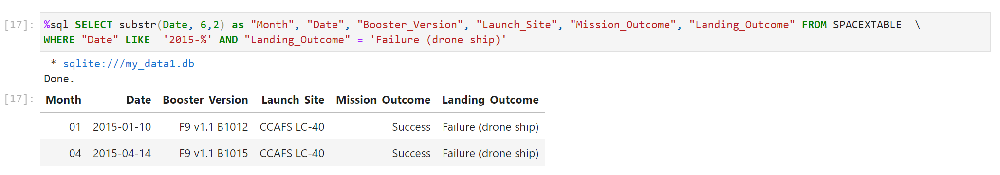 [17]: %sql SELECT substr(Date, 6,2) as "Month", "Date", "Booster_Version", "Launch_Site", "Mission_Outcome", "Landing_Outcome" FROM SPACEXTABLE  \
WHERE "Date" LIKE  '2015-%' AND "Landing_Outcome" = 'Failure (drone ship)'
* sqlite:///my_data1.db
Done.
[17]: Month Date Booster_Version Launch_Site Mission_Outcome Landing_Outcome
01 2015-01-10 F9 v1.1 B1012 CCAFS LC-40 Success Failure (drone ship)
04 2015-04-14 F9 v1.1 B1015 CCAFS LC-40 Success Failure (drone ship)